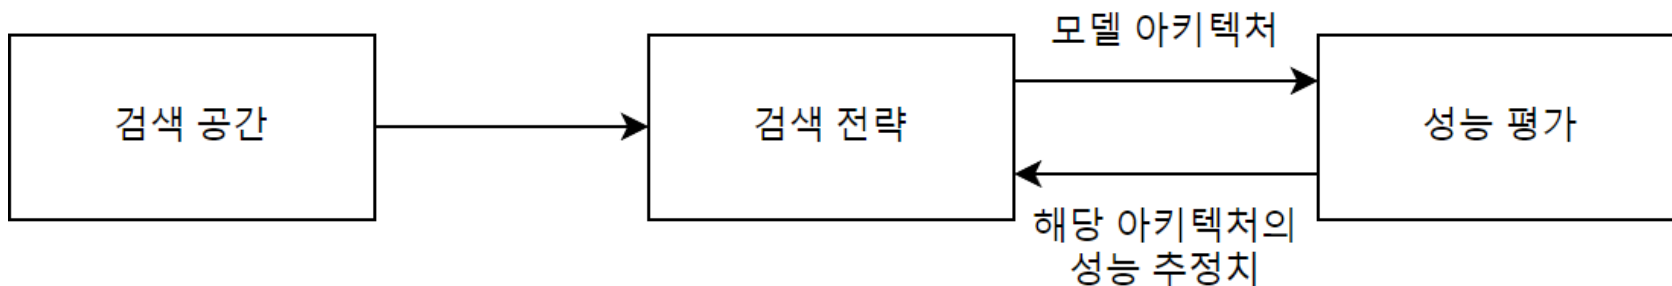 검색 공간
검색 전략
모델 아키텍처
해당 아키텍처의
성능 추정치
성능 평가